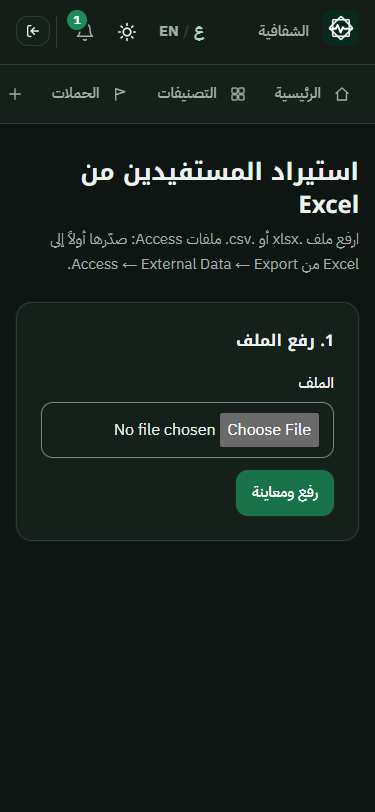 الشفافية ع / EN 1
الرئيسية التصنيفات الحملات
استيراد المستفيدين من
Excel
ارفع ملف .xlsx أو .csv. ملفات Access: صدّرها أولاً إلى
Excel من Access ← External Data ← Export.
1. رفع الملف
الملف
Choose File No file chosen
رفع ومعاينة